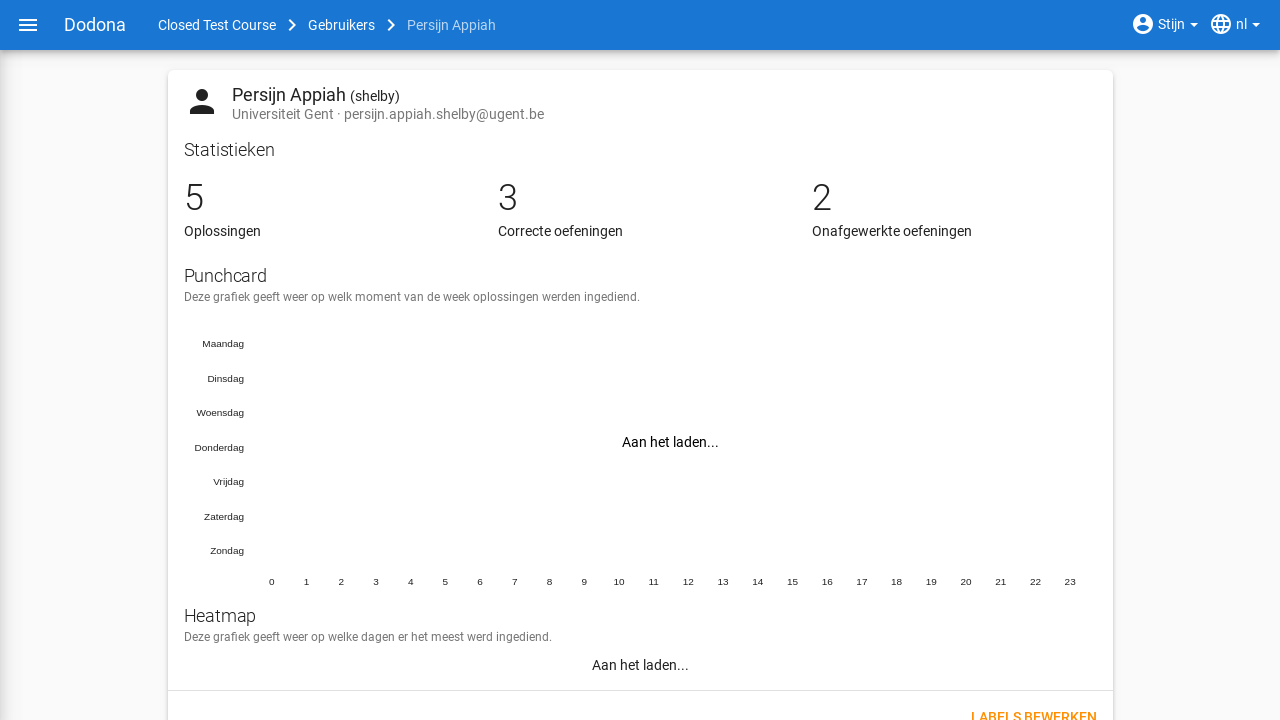 Dodona
Closed Test Course
Gebruikers
Persijn Appiah
Stijn
nl
Persijn Appiah (shelby)
Universiteit Gent · persijn.appiah.shelby@ugent.be
Statistieken
5
3
2
Oplossingen
Correcte oefeningen
Onafgewerkte oefeningen
Punchcard
Deze grafiek geeft weer op welk moment van de week oplossingen werden ingediend.
Maandag
Dinsdag
Woensdag
Aan het laden...
Donderdag
Vrijdag
Zaterdag
Zondag
0 1 2 3 4 5 6 7 8 9 10 11 12 13 14 15 16 17 18 19 20 21 22 23
Heatmap
Deze grafiek geeft weer op welke dagen er het meest werd ingediend.
Aan het laden...
LABELS BEWERKEN